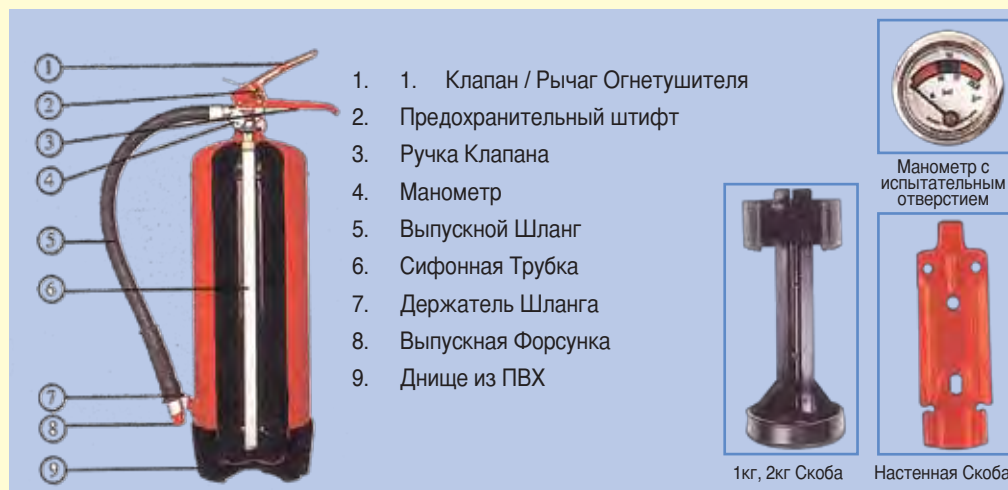 1
2
3
4
5
6
7
8
9
1. 1. Клапан / Рычаг Огнетушителя
2. Предохранительный штифт
3. Ручка Клапана
4. Манометр
5. Выпускной Шланг
6. Сифонная Трубка
7. Держатель Шланга
8. Выпускная Форсунка
9. Днище из ПВХ
Манометр с
испытательным
отверстием
1кг, 2кг Скоба
Настенная Скоба